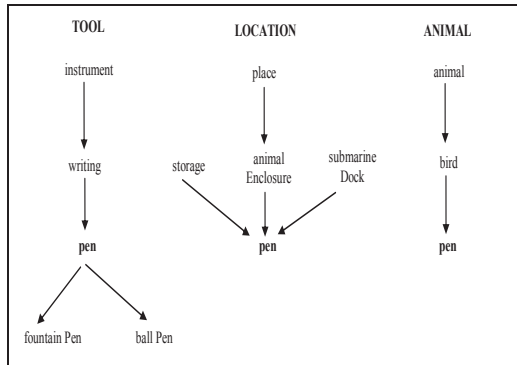 TOOL LOCATION ANIMAL
instrument place animal
writing storage animal Enclosure submarine Dock bird
pen pen pen
fountain Pen ball Pen